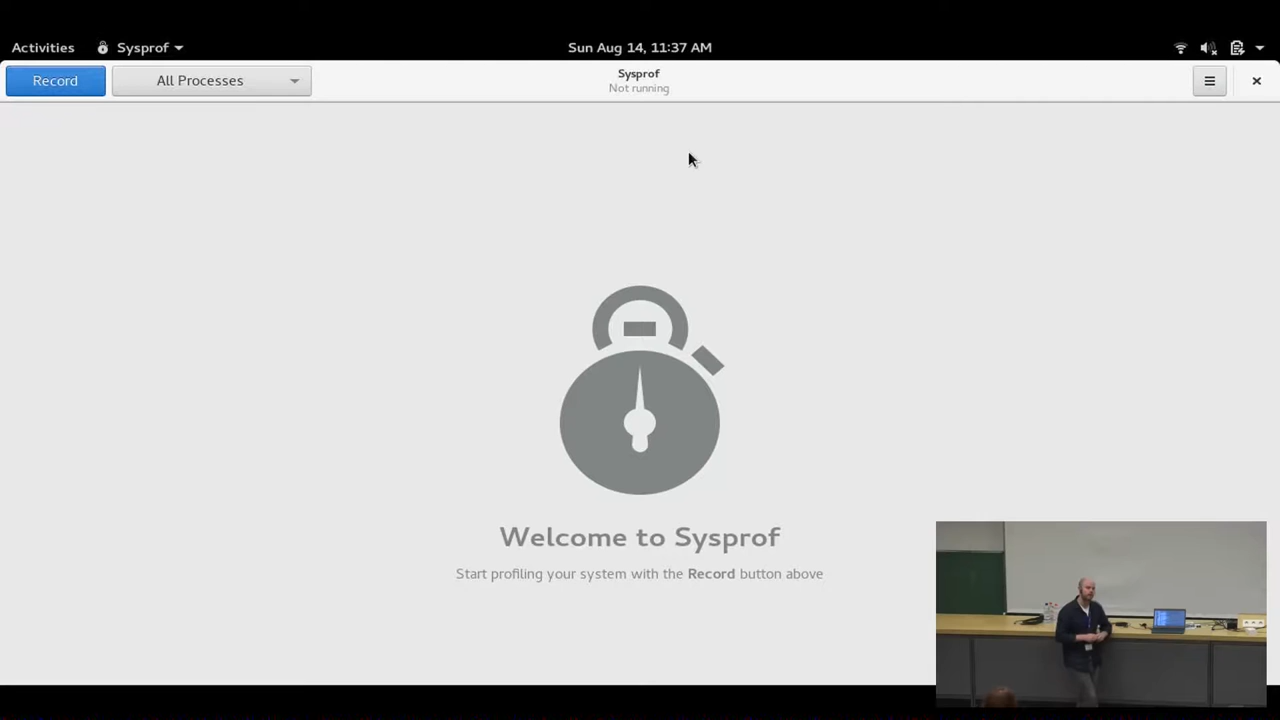 Activities
Sysprof
Sun Aug 14, 11:37 AM
Record
All Processes
Sysprof
Not running
Welcome to Sysprof
Start profiling your system with the Record button above